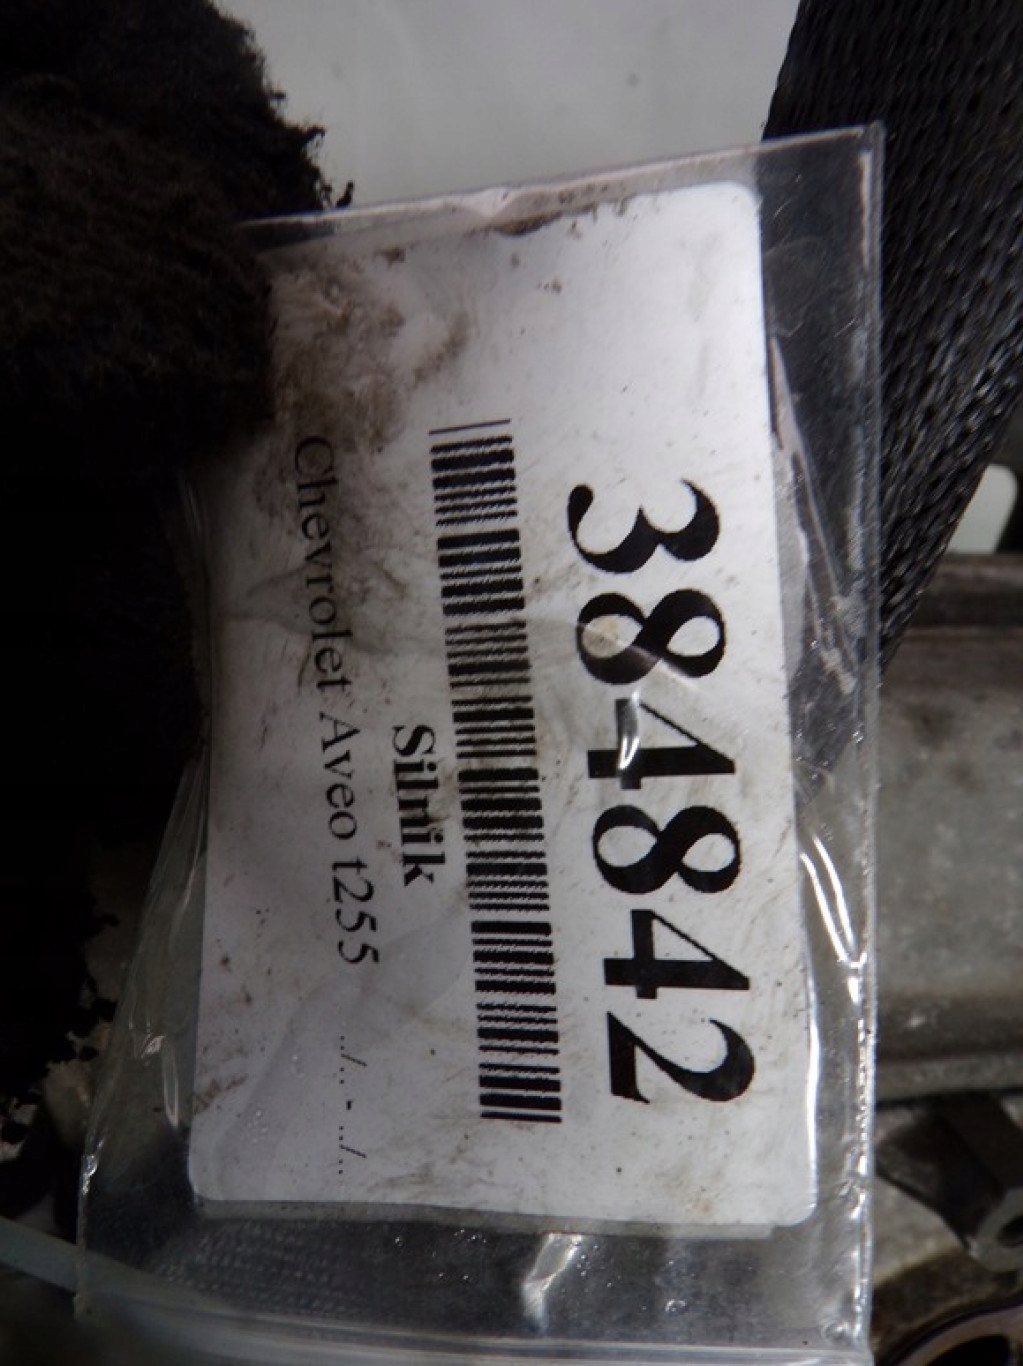 384842
Silnik
Chevrolet Aveo t255 ../.. - ../..